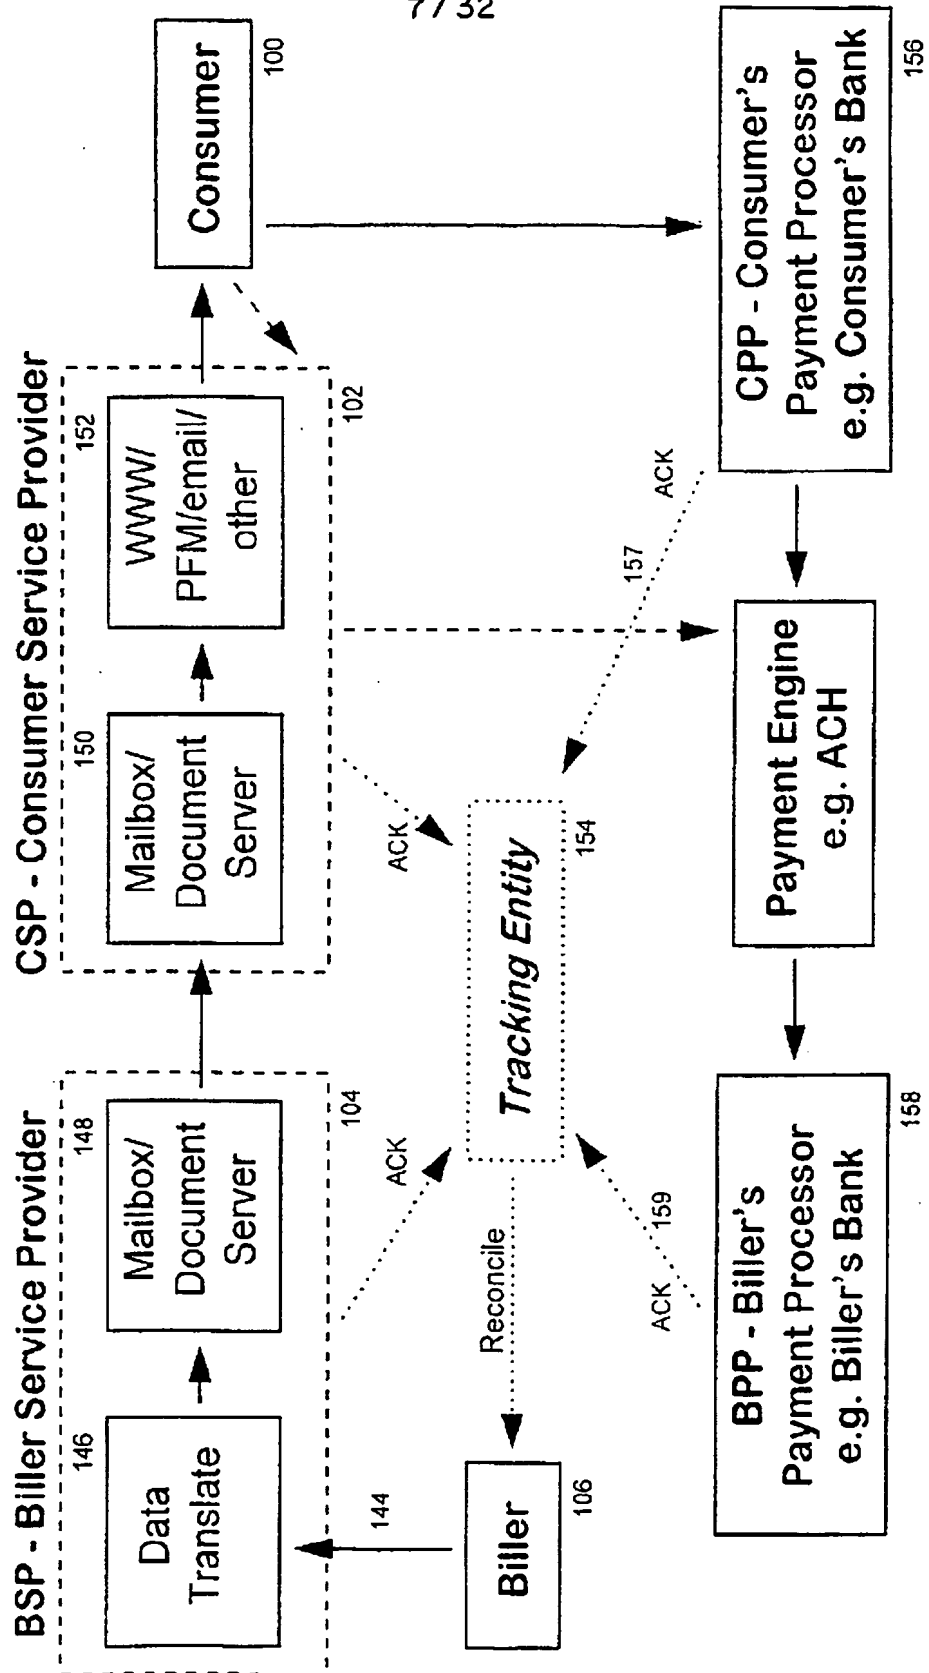 7/32
BSP - Biller Service Provider
146
Data
Translate
148
Mailbox/
Document
Server
104
CSP - Consumer Service Provider
150
Mailbox/
Document
Server
152
WWW/
PFM/email/
other
102
Consumer
100
144
Biller
106
Reconcile
ACK
ACK
Tracking Entity
154
ACK
159
157
ACK
BPP - Biller's
Payment Processor
e.g. Biller's Bank
158
Payment Engine
e.g. ACH
CPP - Consumer's
Payment Processor
e.g. Consumer's Bank
156